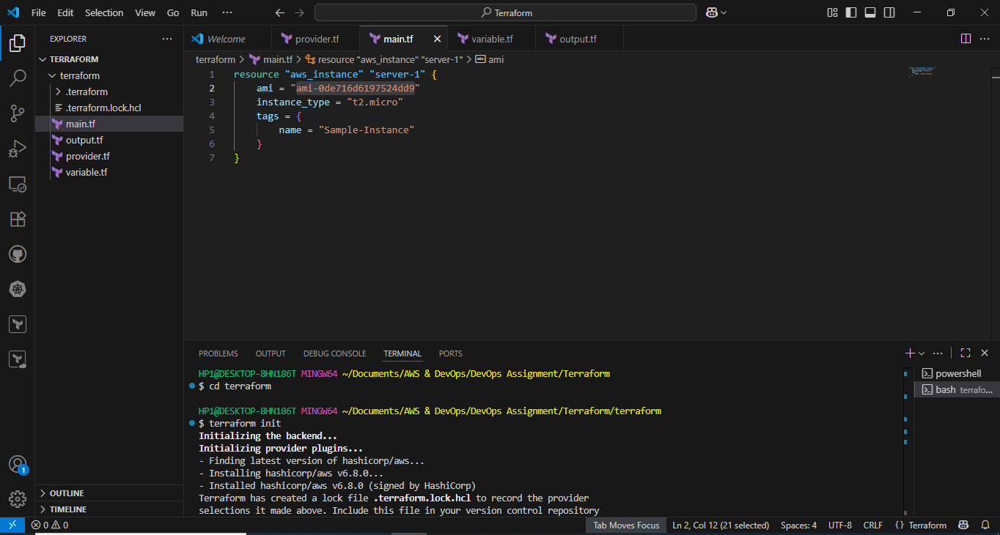 File Edit Selection View Go Run ···
Terraform
EXPLORER ···
TERRAFORM
terraform
.terraform
.terraform.lock.hcl
main.tf
output.tf
provider.tf
variable.tf
OUTLINE
TIMELINE
Welcome provider.tf main.tf variable.tf output.tf
terraform > main.tf > resource "aws_instance" "server-1" > abc ami
1 resource "aws_instance" "server-1" {
2 ami = "ami-0de716d6197524dd9"
3 instance_type = "t2.micro"
4 tags = {
5 name = "Sample-Instance"
6 }
7 }
PROBLEMS OUTPUT DEBUG CONSOLE TERMINAL PORTS
HP1@DESKTOP-8HN186T MINGW64 ~/Documents/AWS & DevOps/DevOps Assignment/Terraform
$ cd terraform
HP1@DESKTOP-8HN186T MINGW64 ~/Documents/AWS & DevOps/DevOps Assignment/Terraform/terraform
$ terraform init
Initializing the backend...
Initializing provider plugins...
- Finding latest version of hashicorp/aws...
- Installing hashicorp/aws v6.8.0...
- Installed hashicorp/aws v6.8.0 (signed by HashiCorp)
Terraform has created a lock file .terraform.lock.hcl to record the provider
selections it made above. Include this file in your version control repository
powershell
bash terrafo...
1
0 0 Tab Moves Focus Ln 2, Col 12 (21 selected) Spaces: 4 UTF-8 CRLF {} Terraform